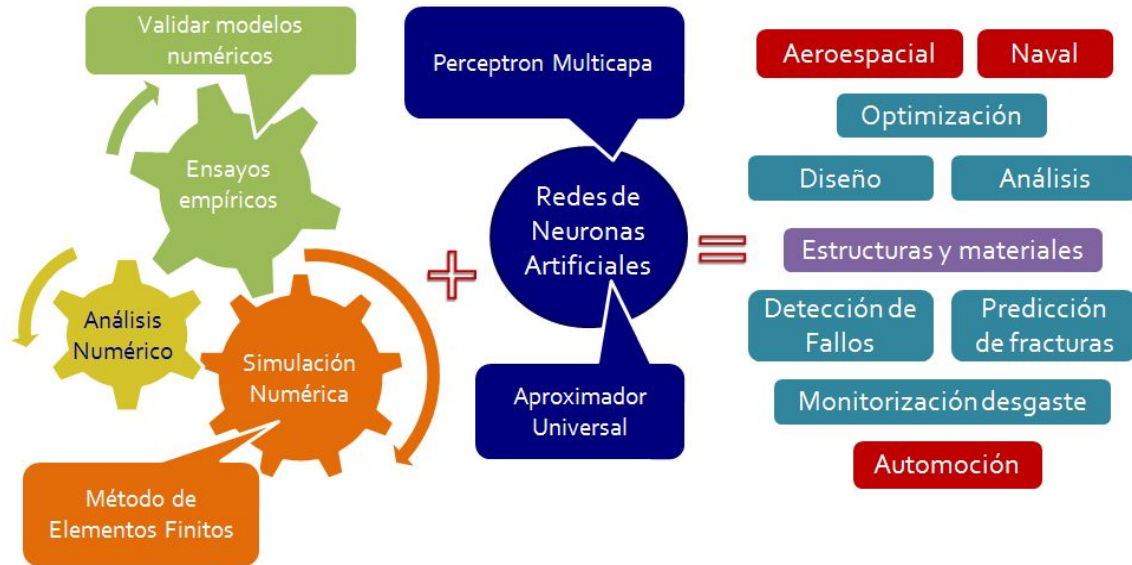 Validar modelos
numéricos
Ensayos
empíricos
Análisis
Numérico
Simulación
Numérica
Método de
Elementos Finitos
+
Perceptron Multicapa
Redes de
Neuronas
Artificiales
Aproximador
Universal
=
Aeroespacial
Naval
Optimización
Diseño
Análisis
Estructuras y materiales
Detección de
Fallos
Predicción
de fracturas
Monitorización desgaste
Automoción